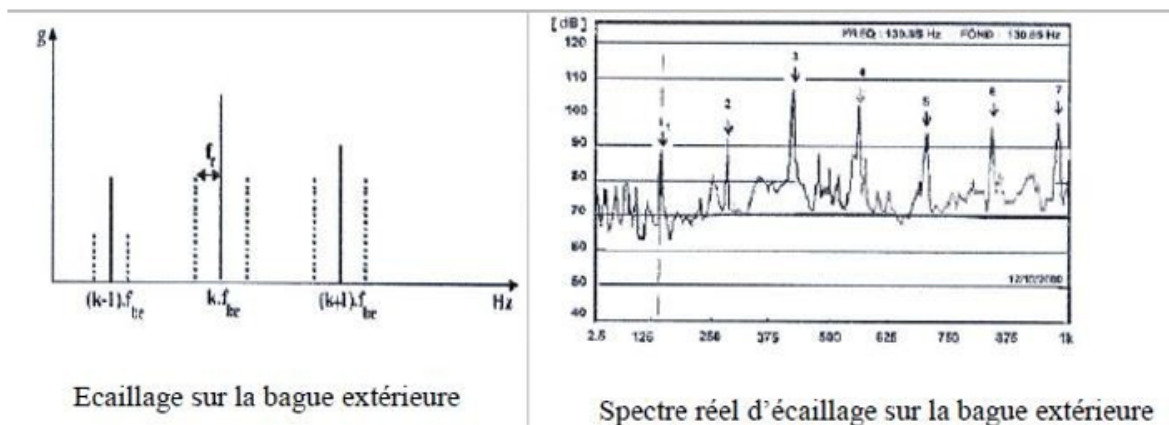 g
f_r
(k-1).f_be k.f_be (k+1).f_be Hz
Ecaillage sur la bague extérieure
[dB]
120
110
100
90
80
70
60
50
40
FREQ : 130.85 Hz FOND : 130.85 Hz
1 2 3 4 5 6 7
12/10/2000
2.5 125 250 375 500 625 750 875 1k
Spectre réel d’écaillage sur la bague extérieure